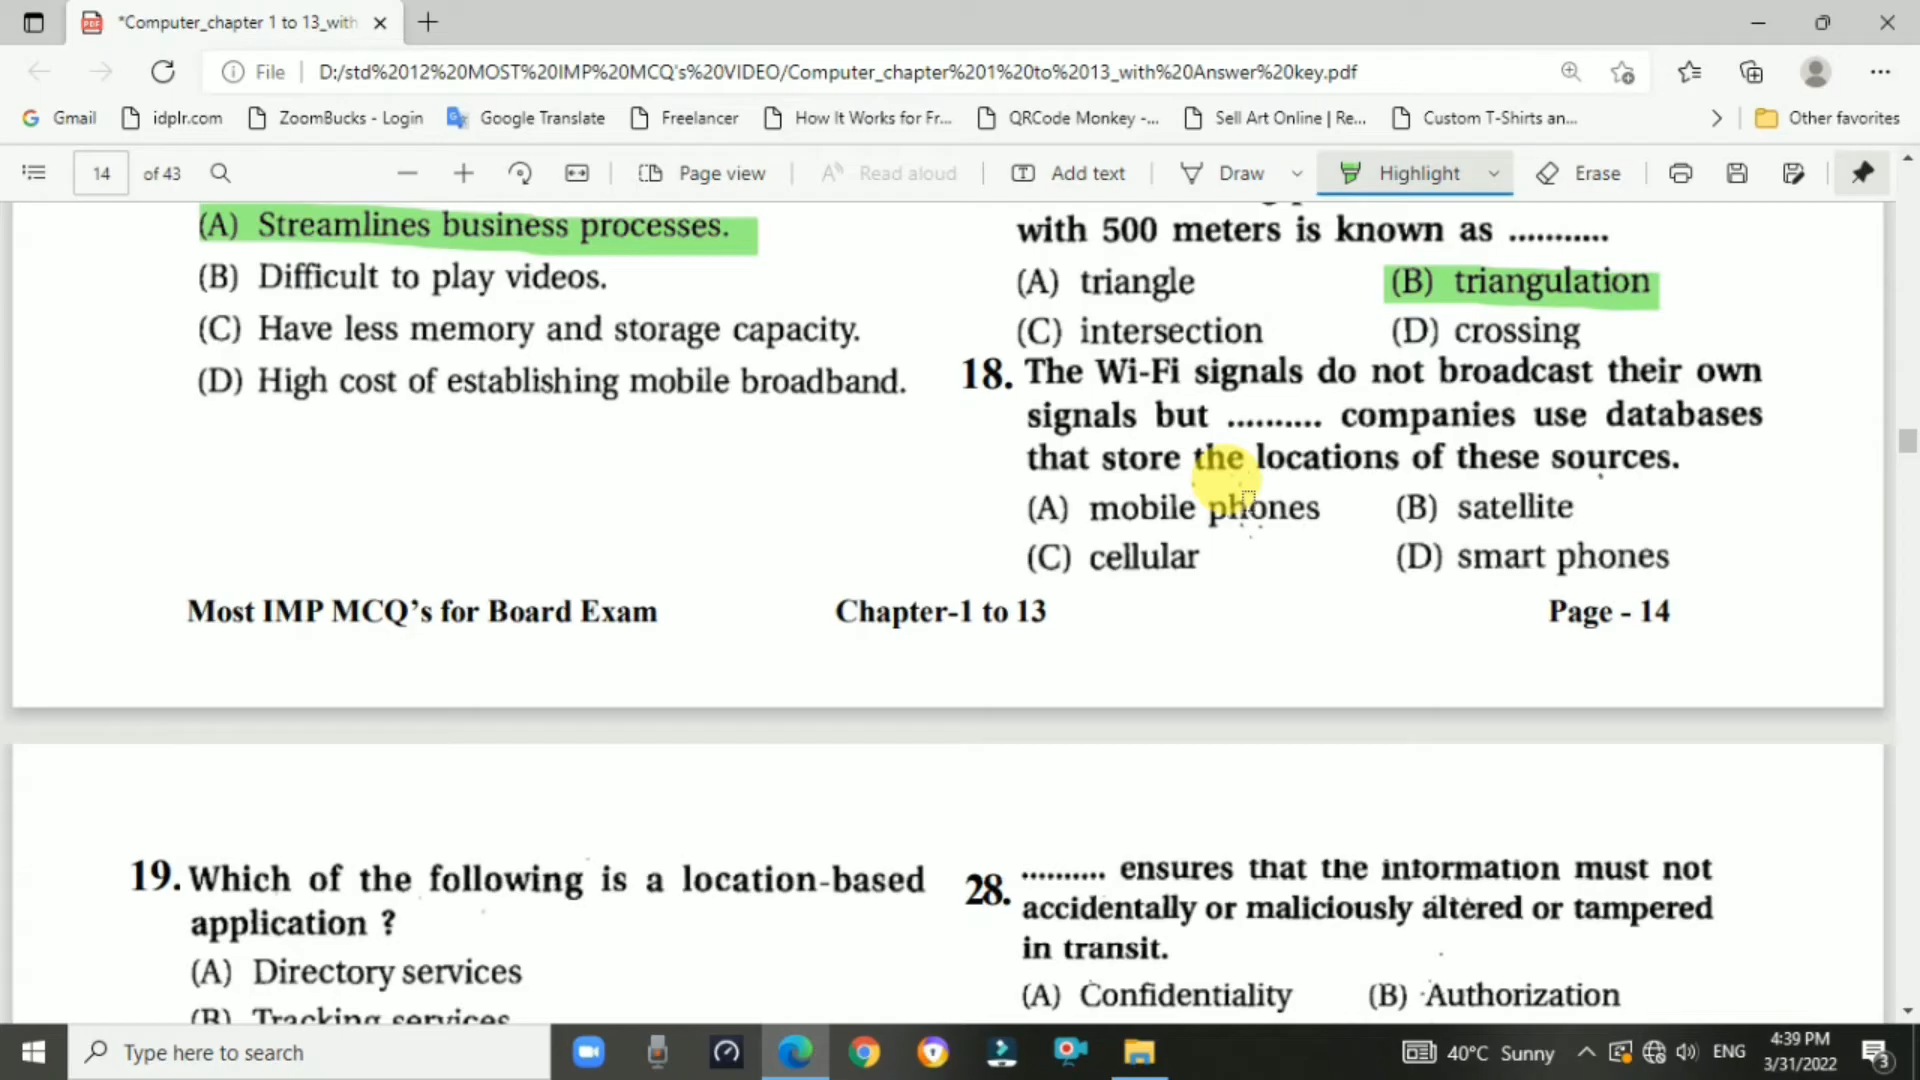 *Computer_chapter 1 to 13_with
File
D:/std%2012%20MOST%20IMP%20MCQ's%20VIDEO/Computer_chapter%201%20to%2013_with%20Answer%20key.pdf
Gmail
idplr.com
ZoomBucks - Login
Google Translate
Freelancer
How It Works for Fr...
QRCode Monkey -...
Sell Art Online | Re...
Custom T-Shirts an...
Other favorites
14 of 43
Page view
Read aloud
Add text
Draw
Highlight
Erase
(A) Streamlines business processes.
(B) Difficult to play videos.
(C) Have less memory and storage capacity.
(D) High cost of establishing mobile broadband.
with 500 meters is known as ...........
(A) triangle (B) triangulation
(C) intersection (D) crossing
18. The Wi-Fi signals do not broadcast their own
signals but .......... companies use databases
that store the locations of these sources.
(A) mobile phones (B) satellite
(C) cellular (D) smart phones
Most IMP MCQ's for Board Exam Chapter-1 to 13 Page - 14
19. Which of the following is a location-based
application ?
(A) Directory services
(B) Tracking services
28. .......... ensures that the information must not
accidentally or maliciously altered or tampered
in transit.
(A) Confidentiality (B) Authorization
Type here to search
40°C Sunny
ENG
4:39 PM
3/31/2022
3